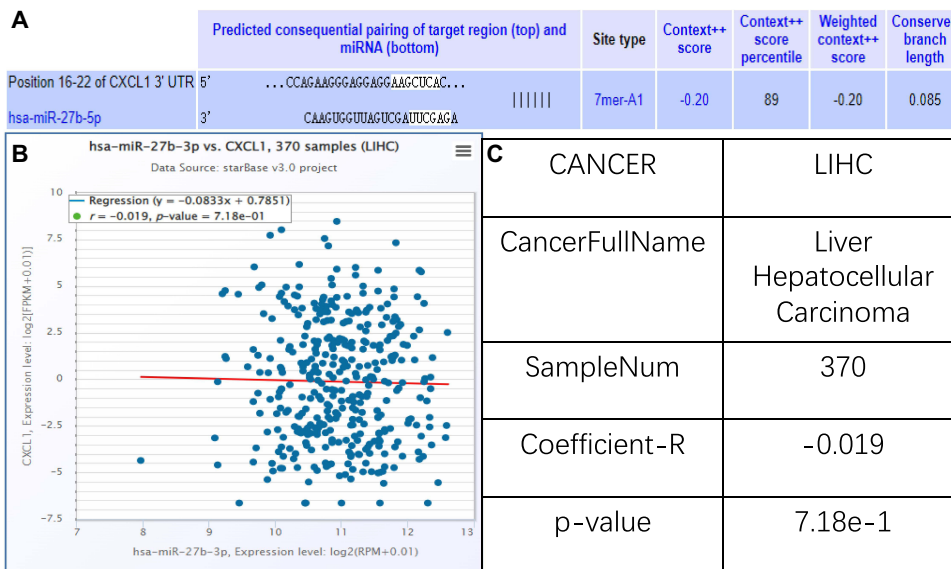 A
Predicted consequential pairing of target region (top) and
miRNA (bottom)
Site type
Context++
score
Context++
score
percentile
Weighted
context++
score
Conserve
branch
length
Position 16-22 of CXCL1 3' UTR 5' ...CCAGAAGGGAGGAGGAAGCUCAC...
||||||
hsa-miR-27b-5p 3' CAAGUGGUUAGUCGAUUCGAGA
7mer-A1 -0.20 89 -0.20 0.085
B
hsa-miR-27b-3p vs. CXCL1, 370 samples (LIHC)
Data Source: starBase v3.0 project
Regression (y = -0.0833x + 0.7851)
r = -0.019, p-value = 7.18e-01
CXCL1, Expression level: log2[FPKM+0.01)]
10
7.5
5
2.5
0
-2.5
-5
-7.5
7 8 9 10 11 12 13
hsa-miR-27b-3p, Expression level: log2(RPM+0.01)
C
CANCER LIHC
CancerFullName Liver
Hepatocellular
Carcinoma
SampleNum 370
Coefficient-R -0.019
p-value 7.18e-1